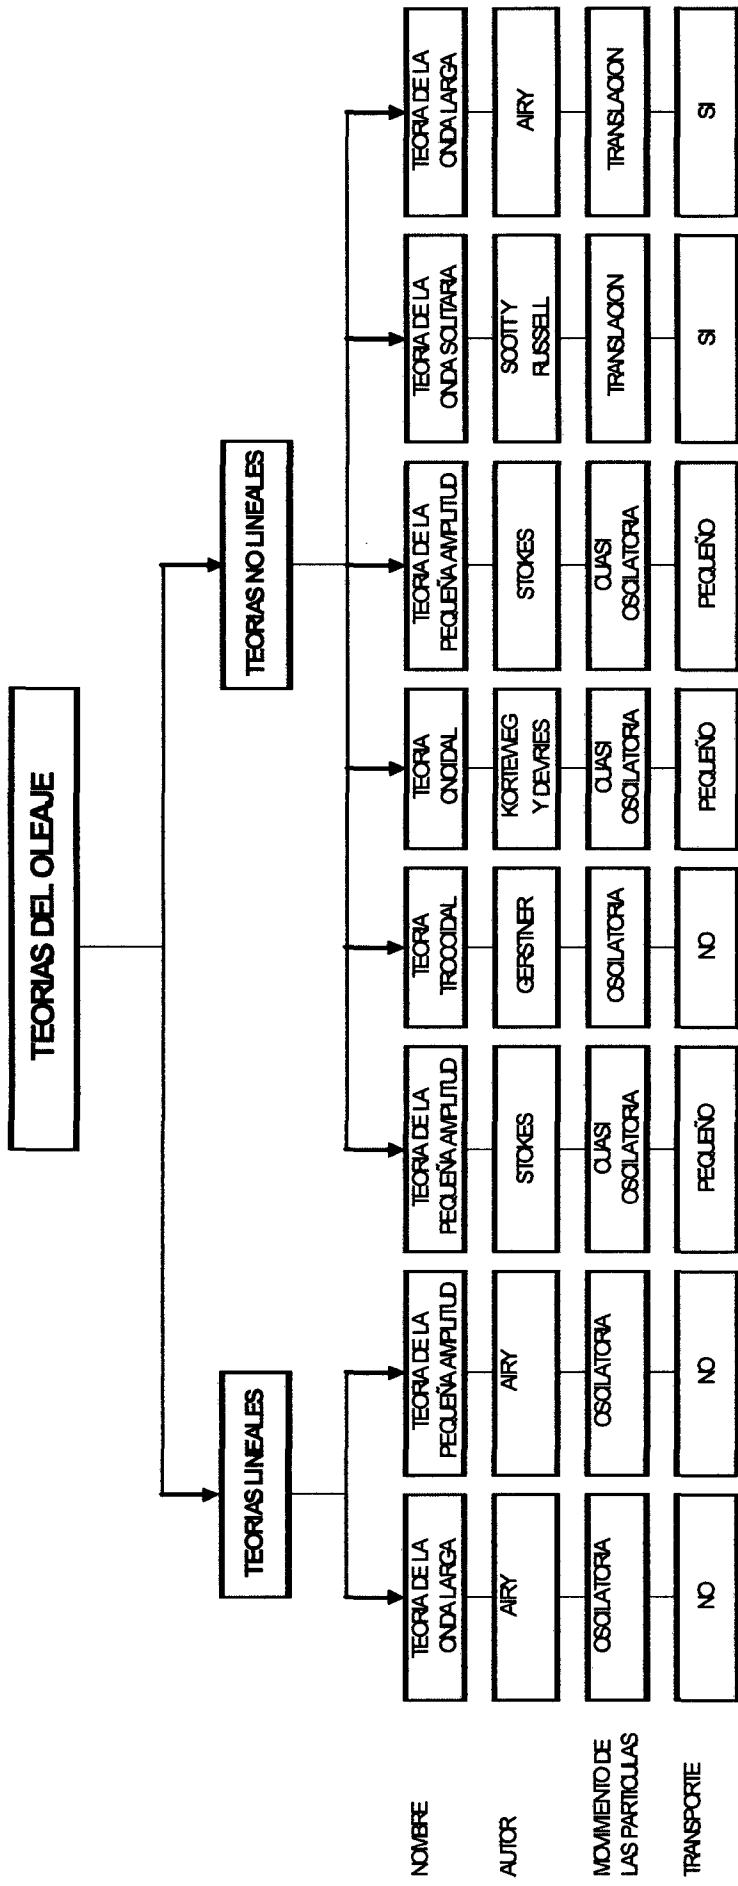 TEORIAS DEL OLEAJE
TEORIAS LINEALES
TEORIAS NO LINEALES
NOMBRE
TEORIA DE LA
ONDA LARGA
TEORIA DE LA
PEQUEÑA AMPLITUD
TEORIA DE LA
PEQUEÑA AMPLITUD
TEORIA
TROCOIDAL
TEORIA
CNOIDAL
TEORIA DE LA
PEQUEÑA AMPLITUD
TEORIA DE LA
ONDA SOLITARIA
TEORIA DE LA
ONDA LARGA
AUTOR
AIRY
AIRY
STOKES
GERSTNER
KORTEWEG
Y DEVRIES
STOKES
SCOTT Y
RUSSELL
AIRY
MOVIMIENTO DE
LAS PARTICULAS
OSCILATORIA
OSCILATORIA
CUASI
OSCILATORIA
OSCILATORIA
CUASI
OSCILATORIA
CUASI
OSCILATORIA
TRANSLACION
TRANSLACION
TRANSPORTE
NO
NO
PEQUEÑO
NO
PEQUEÑO
PEQUEÑO
SI
SI